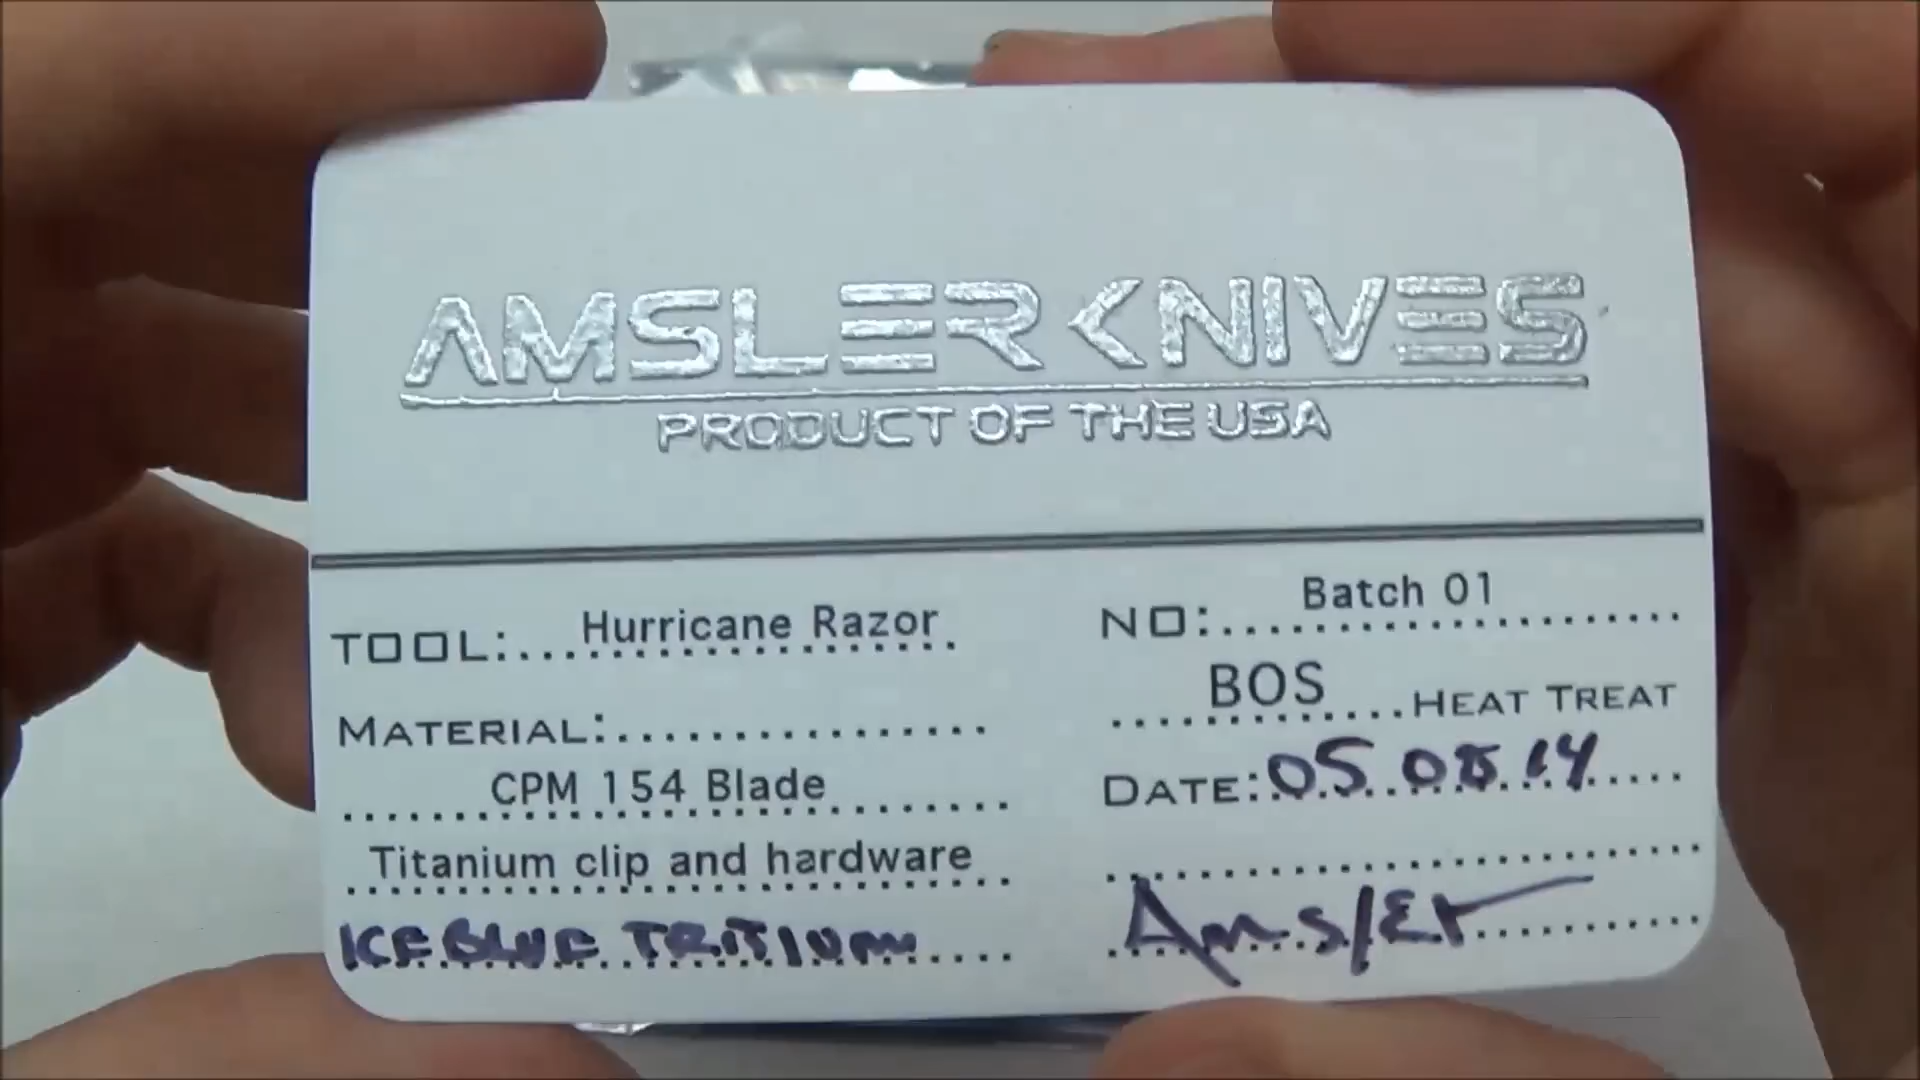 AMSLER KNIVES
PRODUCT OF THE USA
TOOL: Hurricane Razor
MATERIAL:
CPM 154 Blade
Titanium clip and hardware
ICE BLUE TRITIUM
NO: Batch 01
BOS HEAT TREAT
DATE: 05.08.14
Amsler